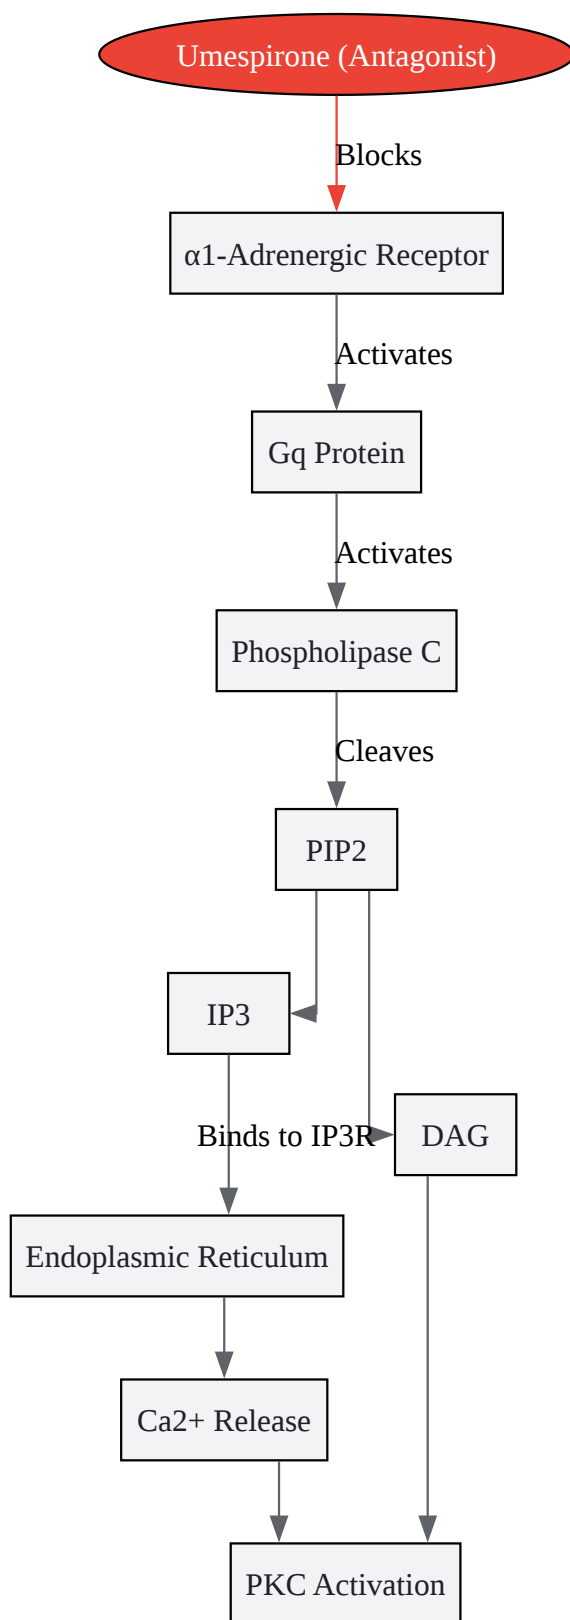 Umespirone (Antagonist)
Blocks
α1-Adrenergic Receptor
Activates
Gq Protein
Activates
Phospholipase C
Cleaves
PIP2
IP3
Binds to IP3R
DAG
Endoplasmic Reticulum
Ca2+ Release
PKC Activation